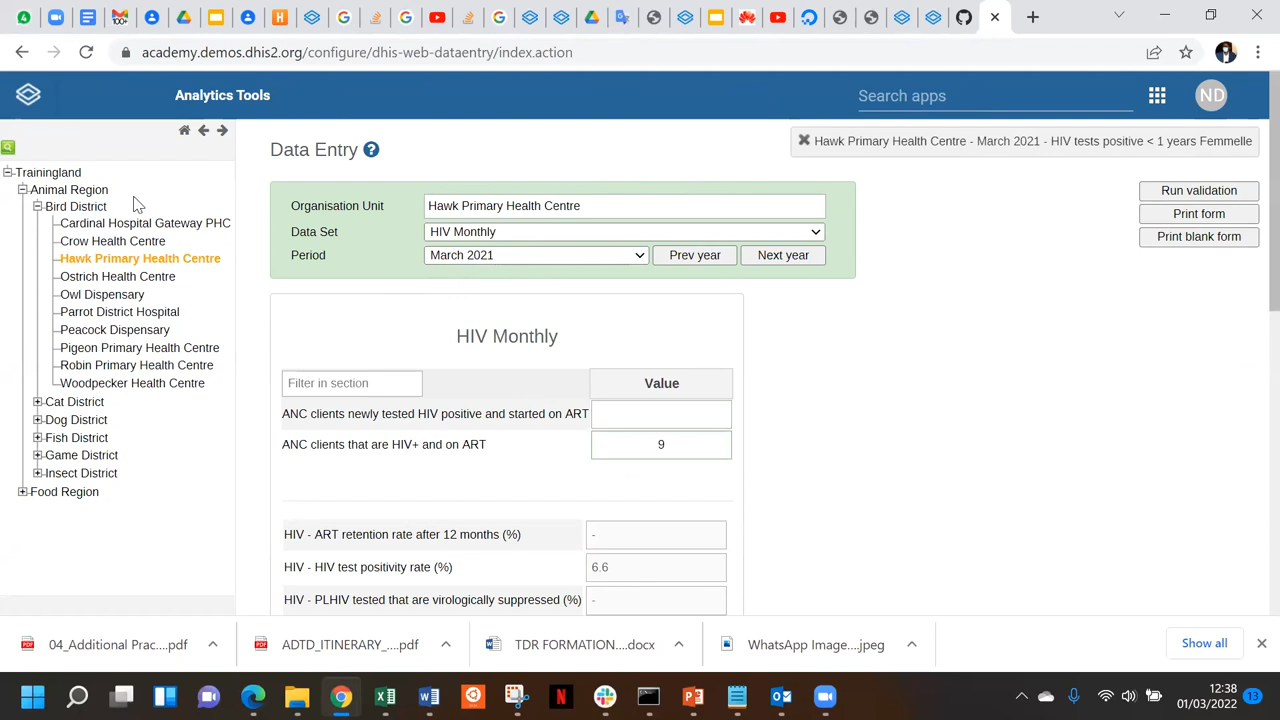 academy.demos.dhis2.org/configure/dhis-web-dataentry/index.action
Analytics Tools
Search apps
ND
Trainingland
Animal Region
Bird District
Cardinal Hospital Gateway PHC
Crow Health Centre
Hawk Primary Health Centre
Ostrich Health Centre
Owl Dispensary
Parrot District Hospital
Peacock Dispensary
Pigeon Primary Health Centre
Robin Primary Health Centre
Woodpecker Health Centre
Cat District
Dog District
Fish District
Game District
Insect District
Food Region
Data Entry
Hawk Primary Health Centre - March 2021 - HIV tests positive < 1 years Femmelle
Organisation Unit Hawk Primary Health Centre
Data Set HIV Monthly
Period March 2021 Prev year Next year
Run validation
Print form
Print blank form
HIV Monthly
Filter in section Value
ANC clients newly tested HIV positive and started on ART
ANC clients that are HIV+ and on ART 9
HIV - ART retention rate after 12 months (%) -
HIV - HIV test positivity rate (%) 6.6
HIV - PLHIV tested that are virologically suppressed (%) -
04_Additional Prac....pdf
ADTD_ITINERARY_....pdf
TDR FORMATION....docx
WhatsApp Image....jpeg
Show all
12:38
01/03/2022
13